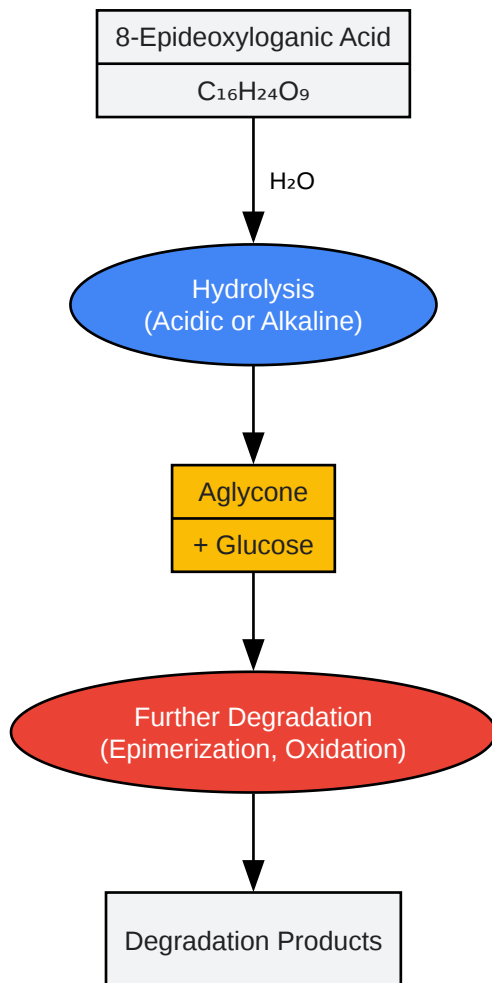 8-Epideoxyloganic Acid
C₁₆H₂₄O₉
H₂O
Hydrolysis
(Acidic or Alkaline)
Aglycone
+ Glucose
Further Degradation
(Epimerization, Oxidation)
Degradation Products